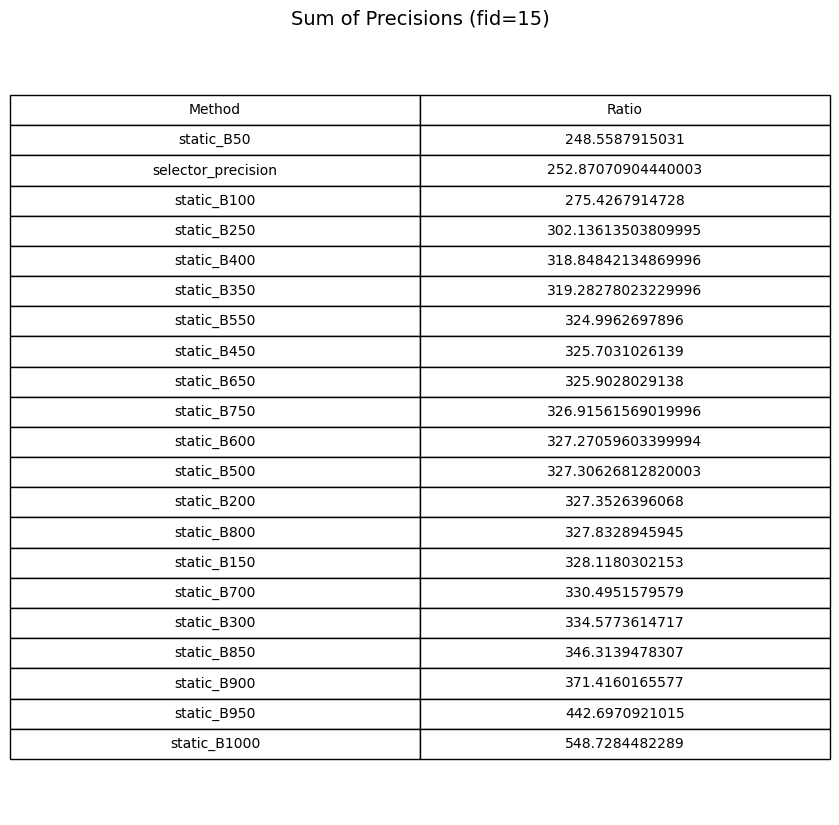 Sum of Precisions (fid=15)
Method Ratio
static_B50 248.5587915031
selector_precision 252.87070904440003
static_B100 275.4267914728
static_B250 302.13613503809995
static_B400 318.84842134869996
static_B350 319.28278023229996
static_B550 324.9962697896
static_B450 325.7031026139
static_B650 325.9028029138
static_B750 326.91561569019996
static_B600 327.27059603399994
static_B500 327.30626812820003
static_B200 327.3526396068
static_B800 327.8328945945
static_B150 328.1180302153
static_B700 330.4951579579
static_B300 334.5773614717
static_B850 346.3139478307
static_B900 371.4160165577
static_B950 442.6970921015
static_B1000 548.7284482289